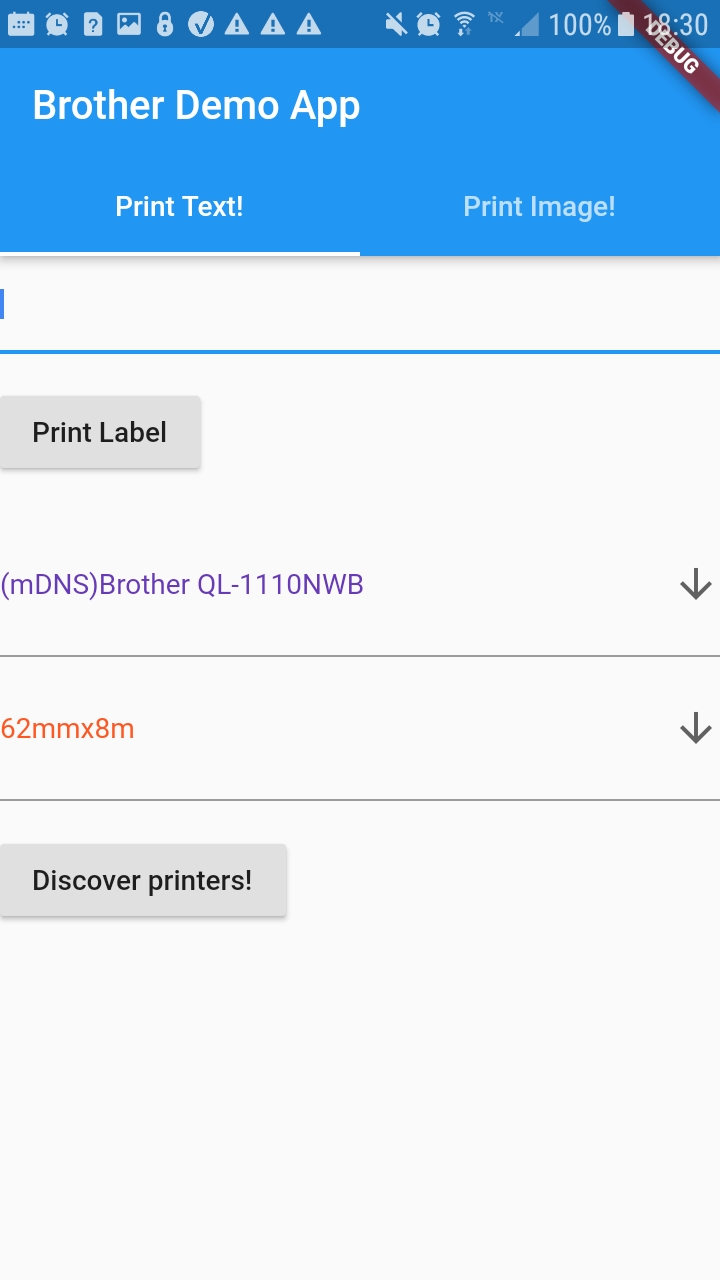 100% 18:30
DEBUG
Brother Demo App
Print Text! Print Image!
Print Label
(mDNS)Brother QL-1110NWB
62mmx8m
Discover printers!